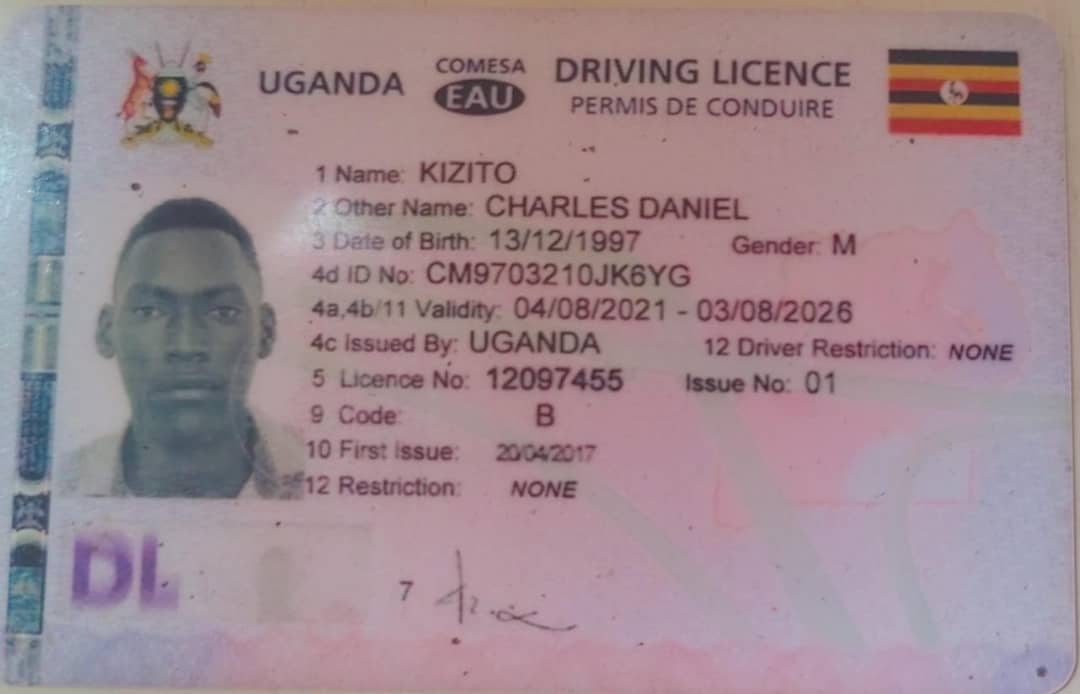 UGANDA COMESA EAU DRIVING LICENCE
PERMIS DE CONDUIRE
1 Name: KIZITO
2 Other Name: CHARLES DANIEL
3 Date of Birth: 13/12/1997 Gender: M
4d ID No: CM9703210JK6YG
4a,4b/11 Validity: 04/08/2021 - 03/08/2026
4c Issued By: UGANDA 12 Driver Restriction: NONE
5 Licence No: 12097455 Issue No: 01
9 Code: B
10 First Issue: 20/04/2017
12 Restriction: NONE
DL
7